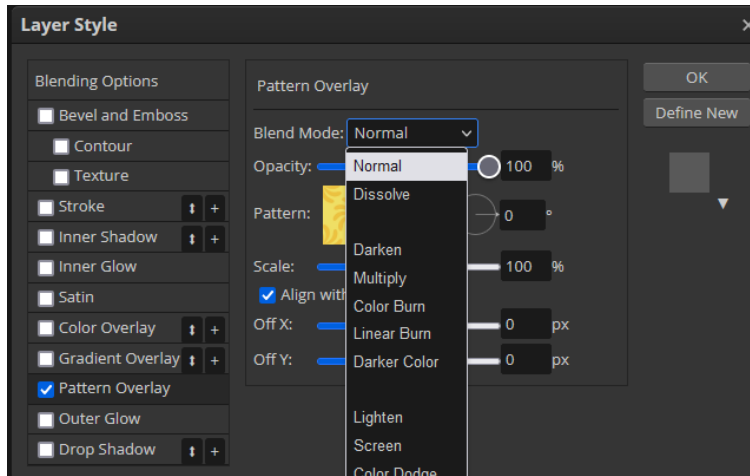 Layer Style
Blending Options
Bevel and Emboss
Contour
Texture
Stroke
Inner Shadow
Inner Glow
Satin
Color Overlay
Gradient Overlay
Pattern Overlay
Outer Glow
Drop Shadow
Pattern Overlay
Blend Mode: Normal
Opacity: 100 %
Pattern: 0 °
Scale: 100 %
Align with
Off X: 0 px
Off Y: 0 px
Normal
Dissolve
Darken
Multiply
Color Burn
Linear Burn
Darker Color
Lighten
Screen
Color Dodge
OK
Define New